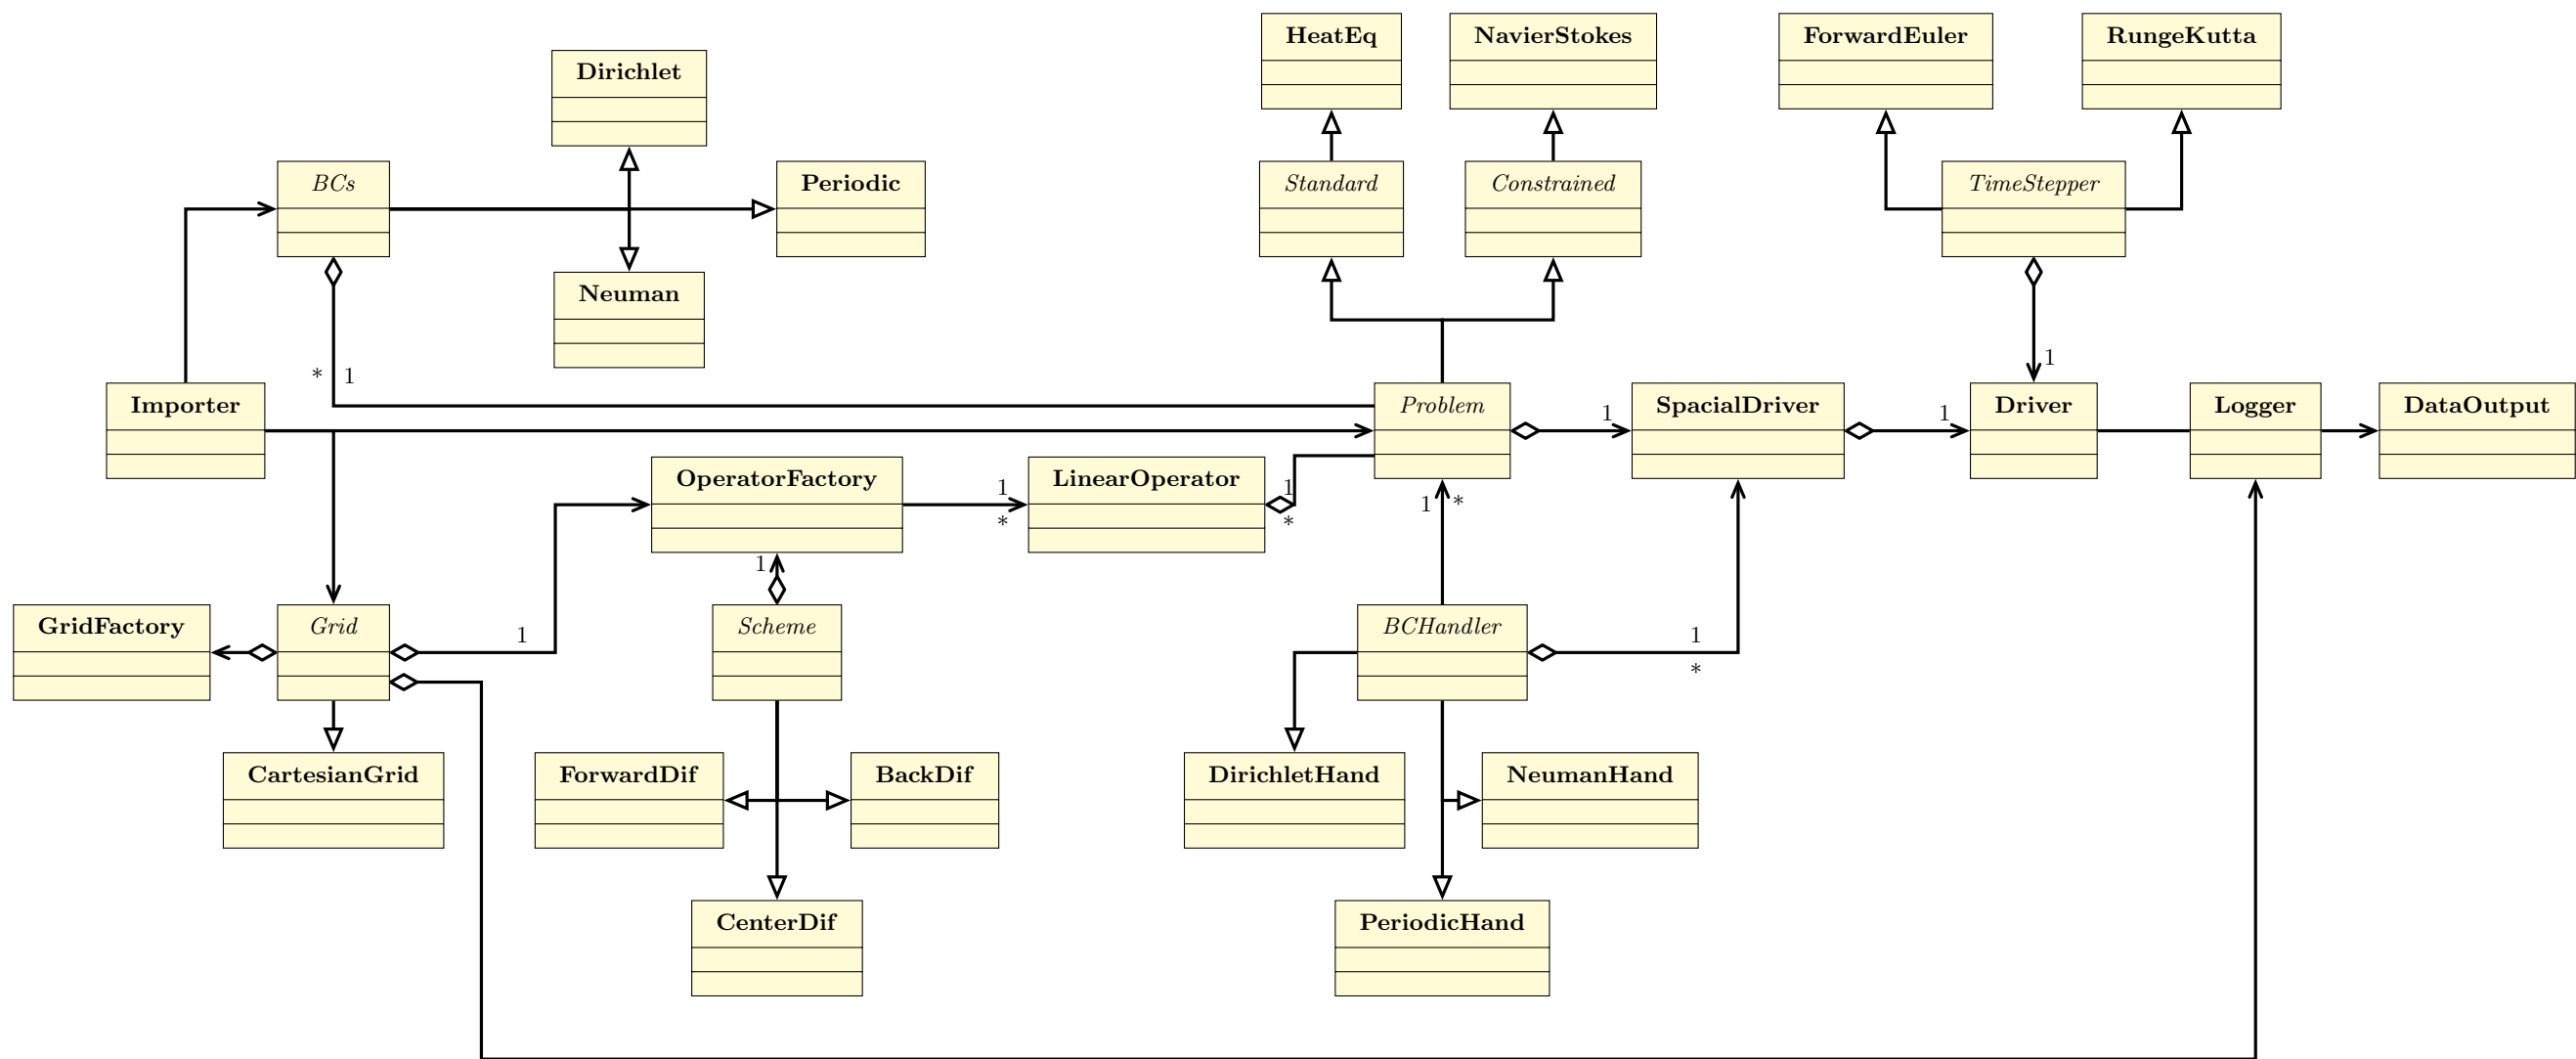 HeatEq
NavierStokes
ForwardEuler
RungeKutta
Dirichlet
BCs
Periodic
Standard
Constrained
TimeStepper
Neuman
* 1
1
Importer
Problem
1
SpacialDriver
1
Driver
Logger
DataOutput
OperatorFactory
1
*
LinearOperator
1
*
1 *
1
GridFactory
Grid
1
Scheme
BCHandler
1
*
CartesianGrid
ForwardDif
BackDif
DirichletHand
NeumanHand
CenterDif
PeriodicHand